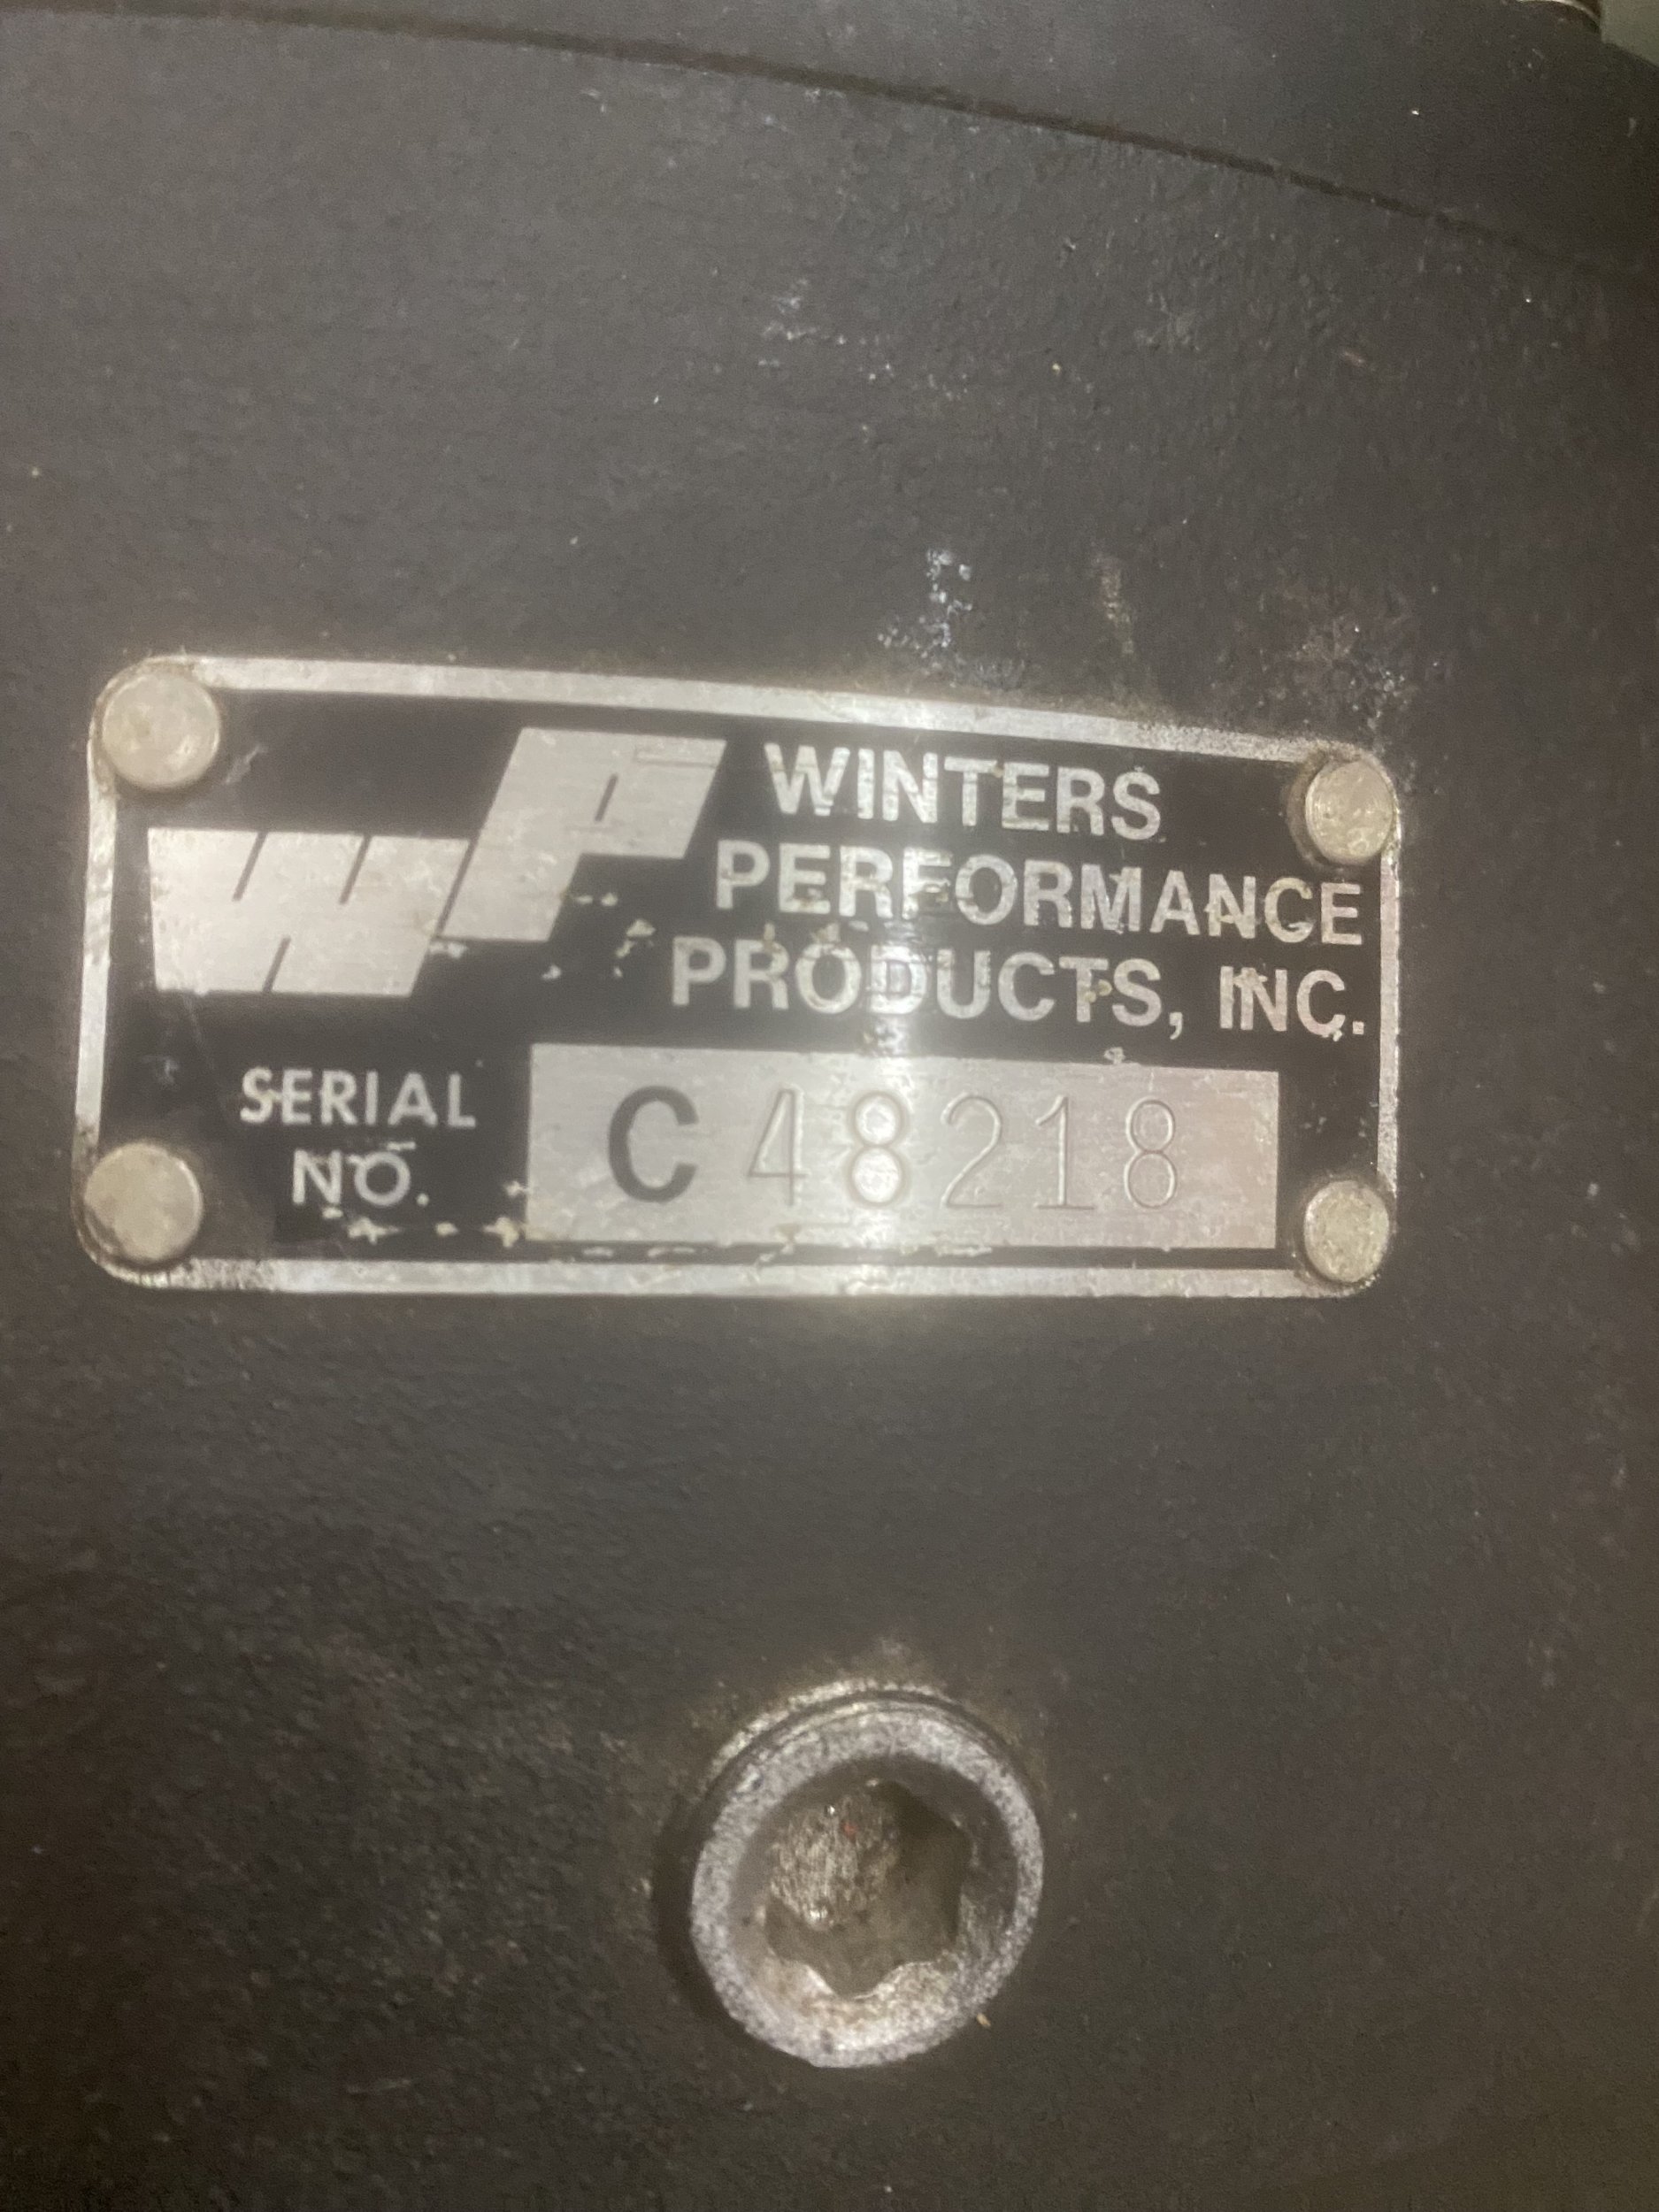 WP WINTERS
PERFORMANCE
PRODUCTS, INC.
SERIAL
NO. C 48218